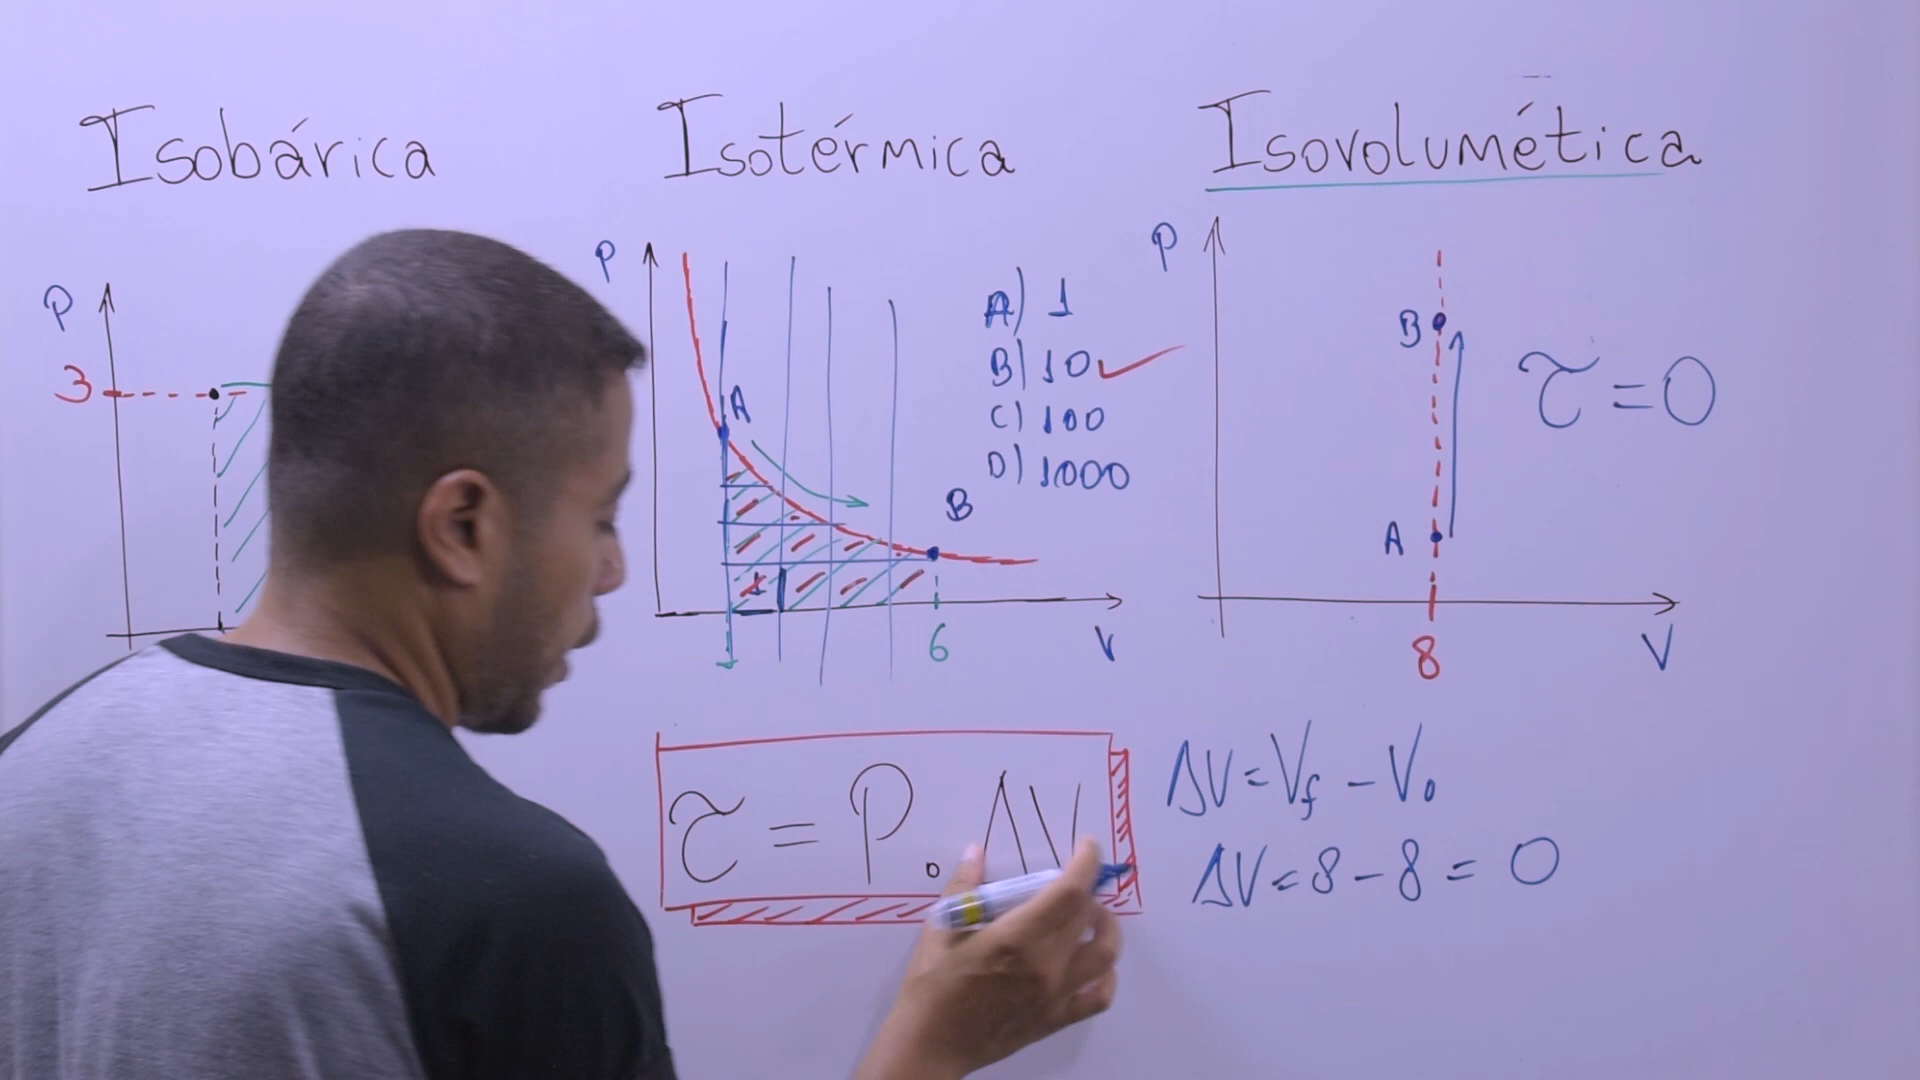 Isobárica
P
3
Isotérmica
P
A
B
1
6
V
A) 1
B) 10
C) 100
D) 1000
τ = P . ΔV
Isovolumética
P
B
A
8
V
τ = 0
ΔV = Vf - V₀
ΔV = 8 - 8 = 0